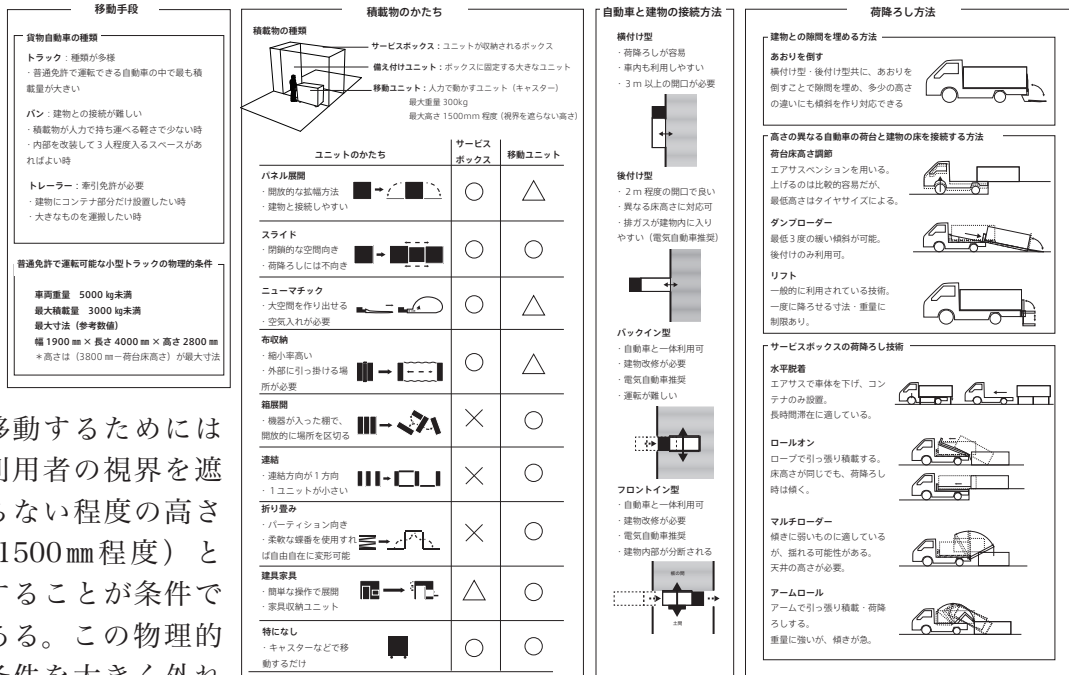 移動手段
貨物自動車の種類
トラック：種類が多様
・普通免許で運転できる自動車の中で最も積
載量が大きい
バン：建物との接続が難しい
・積載物が人力で持ち運べる軽さで少ない時
・内部を改装して３人程度入るスペースがあ
ればよい時
トレーラー：牽引免許が必要
・建物にコンテナ部分だけ設置したい時
・大きなものを運搬したい時
普通免許で運転可能な小型トラックの物理的条件
車両重量　5000 ㎏未満
最大積載量　3000 ㎏未満
最大寸法（参考数値）
幅 1900 ㎜ × 長さ 4000 ㎜ × 高さ 2800 ㎜
＊高さは（3800 ㎜－荷台床高さ）が最大寸法
移動するためには
利用者の視界を遮
らない程度の高さ
（1500㎜程度）と
することが条件で
ある。この物理的
条件を大きく外れ
積載物のかたち
積載物の種類
サービスボックス：ユニットが収納されるボックス
備え付けユニット：ボックスに固定する大きなユニット
移動ユニット：人力で動かすユニット（キャスター）
最大重量 300kg
最大高さ 1500mm 程度（視界を遮らない高さ）
ユニットのかたち
サービス
ボックス
移動ユニット
パネル展開
・開放的な拡幅方法
・建物と接続しやすい
○
△
スライド
・閉鎖的な空間向き
・荷降ろしには不向き
○
○
ニューマチック
・大空間を作り出せる
・空気入れが必要
○
△
布収納
・縮小率高い
・外部に引っ掛ける場
所が必要
○
△
箱展開
・機器が入った棚で、
開放的に場所を区切る
×
○
連結
・連結方向が１方向
・１ユニットが小さい
×
○
折り畳み
・パーティション向き
・柔軟な蝶番を使用すれ
ば自由自在に変形可能
×
○
建具家具
・簡単な操作で展開
・家具収納ユニット
△
○
特になし
・キャスターなどで移
動するだけ
○
○
自動車と建物の接続方法
横付け型
・荷降ろしが容易
・車内も利用しやすい
・３ｍ以上の開口が必要
後付け型
・２ｍ程度の開口で良い
・異なる床高さに対応可
・排ガスが建物内に入り
やすい（電気自動車推奨）
バックイン型
・自動車と一体利用可
・建物改修が必要
・電気自動車推奨
・運転が難しい
フロントイン型
・自動車と一体利用可
・建物改修が必要
・電気自動車推奨
・建物内部が分断される
土間
荷降ろし方法
建物との隙間を埋める方法
あおりを倒す
横付け型・後付け型共に、あおりを
倒すことで隙間を埋め、多少の高さ
の違いにも傾斜を作り対応できる
高さの異なる自動車の荷台と建物の床を接続する方法
荷台床高さ調節
エアサスペンションを用いる。
上げるのは比較的容易だが、
最低高さはタイヤサイズによる。
ダンプローダー
最低３度の緩い傾斜が可能。
後付けのみ利用可。
リフト
一般的に利用されている技術。
一度に降ろせる寸法・重量に
制限あり。
サービスボックスの荷降ろし技術
水平脱着
エアサスで車体を下げ、コン
テナのみ設置。
長時間滞在に適している。
ロールオン
ロープで引っ張り積載する。
床高さが同じでも、荷降ろし
時は傾く。
マルチローダー
傾きに弱いものに適している
が、揺れる可能性がある。
天井の高さが必要。
アームロール
アームで引っ張り積載・荷降
ろしする。
重量に強いが、傾きが急。